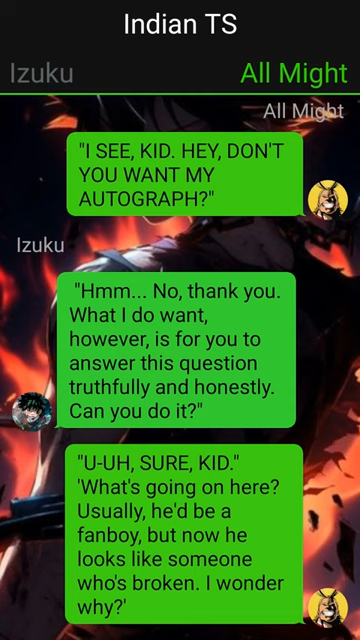 Indian TS
Izuku
All Might
All Might
"I SEE, KID. HEY, DON'T
YOU WANT MY
AUTOGRAPH?"
Izuku
"Hmm... No, thank you.
What I do want,
however, is for you to
answer this question
truthfully and honestly.
Can you do it?"
"U-UH, SURE, KID."
'What's going on here?
Usually, he'd be a
fanboy, but now he
looks like someone
who's broken. I wonder
why?'